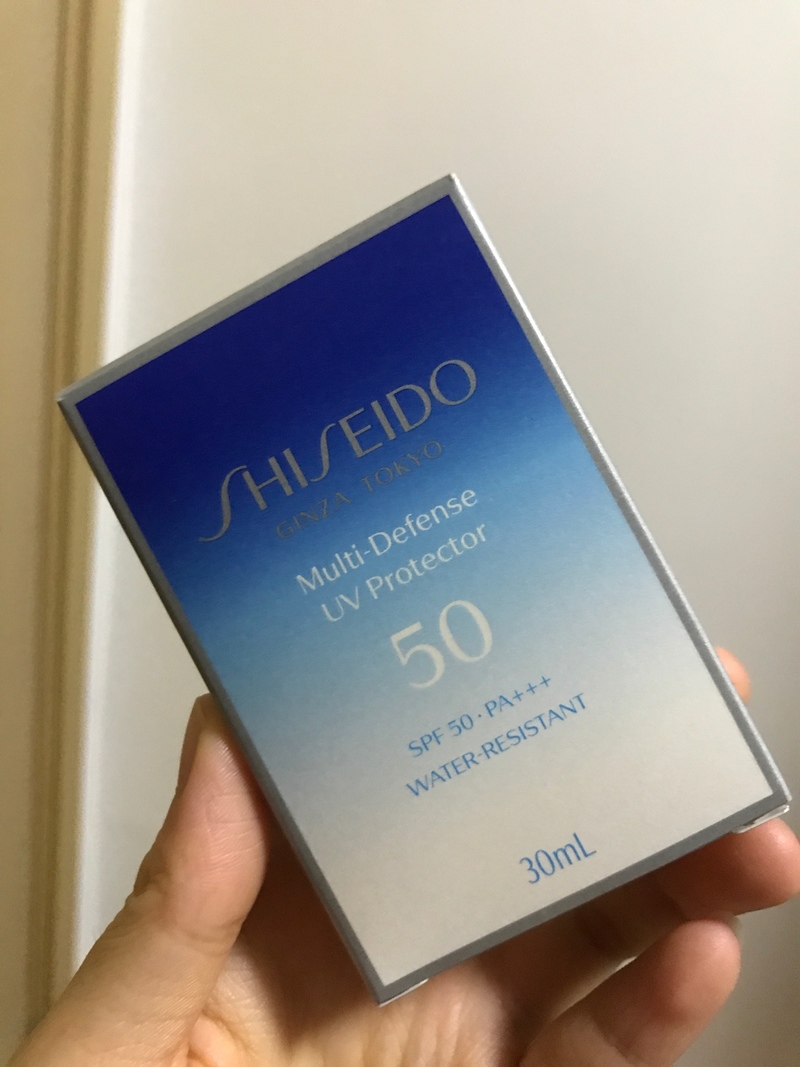 SHISEIDO
GINZA TOKYO
Multi-Defense
UV Protector
50
SPF 50·PA+++
WATER-RESISTANT
30mL